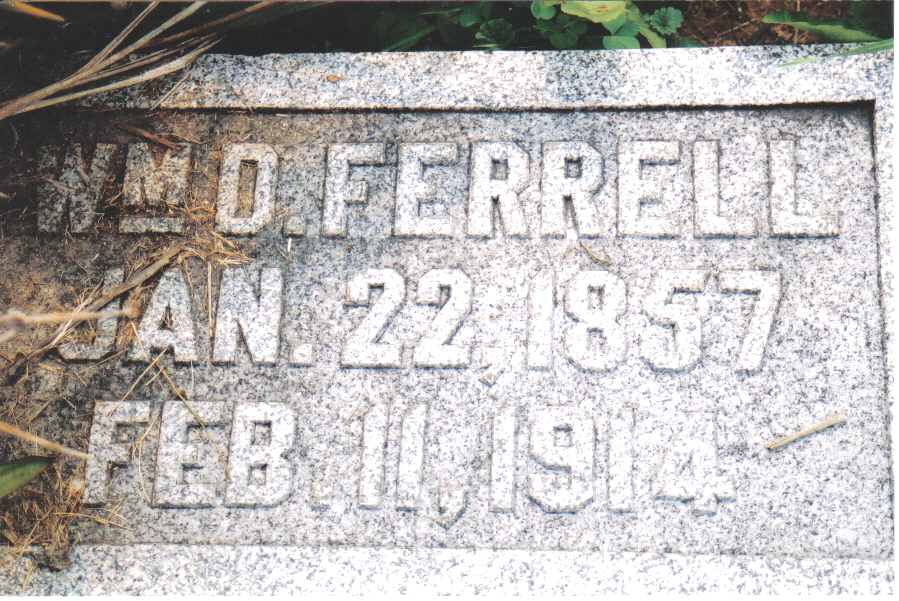 WM D. FERRELL
JAN. 22, 1857
FEB. 11, 1914